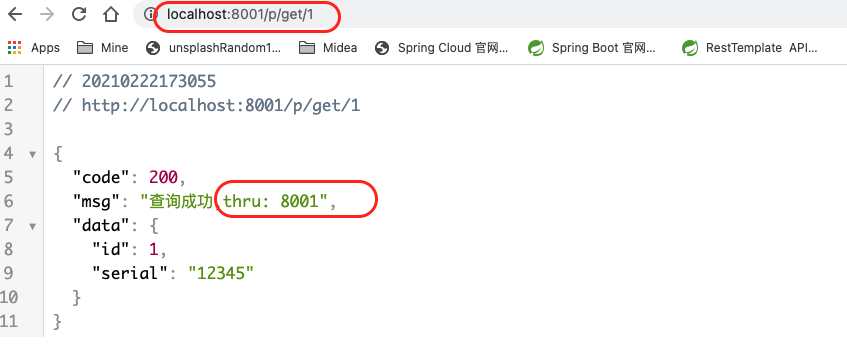 localhost:8001/p/get/1
Apps Mine unsplashRandom1... Midea Spring Cloud 官网... Spring Boot 官网... RestTemplate API...
1 // 20210222173055
2 // http://localhost:8001/p/get/1
3
4 {
5 "code": 200,
6 "msg": "查询成功,thru: 8001",
7 "data": {
8 "id": 1,
9 "serial": "12345"
10 }
11 }